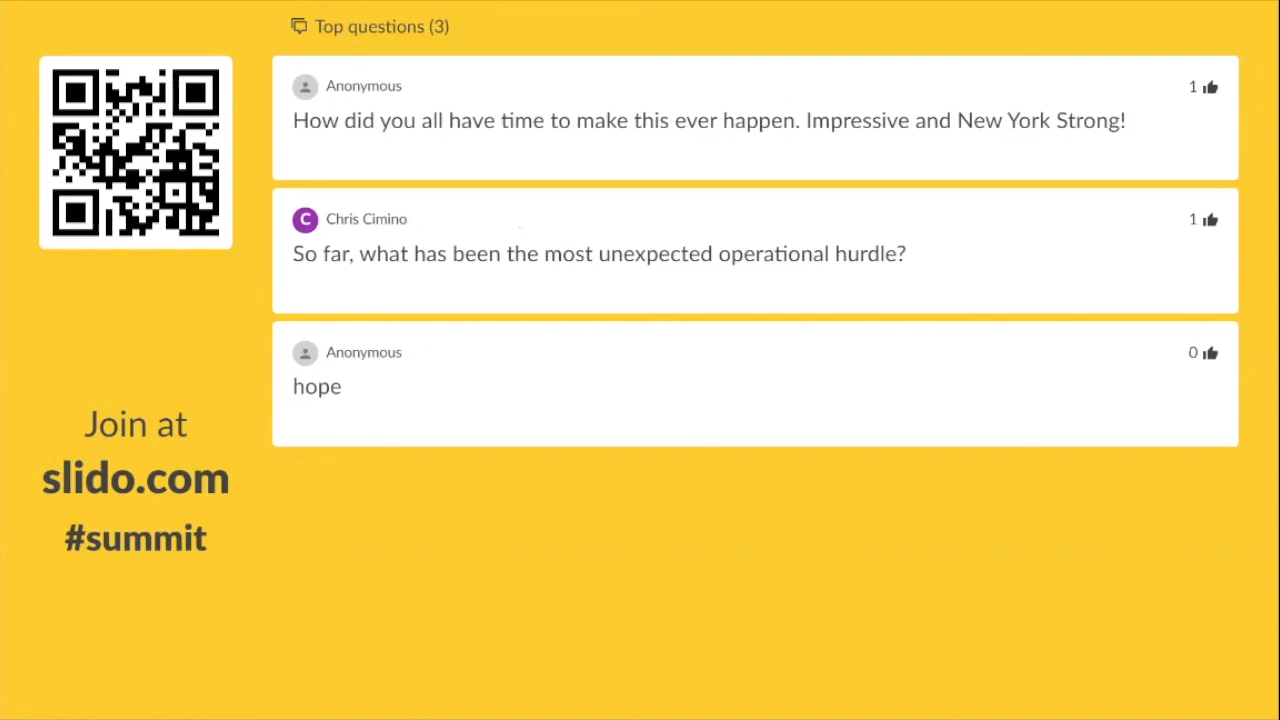 Top questions (3)
Anonymous
1
How did you all have time to make this ever happen. Impressive and New York Strong!
C
Chris Cimino
1
So far, what has been the most unexpected operational hurdle?
Anonymous
0
hope
Join at
slido.com
#summit